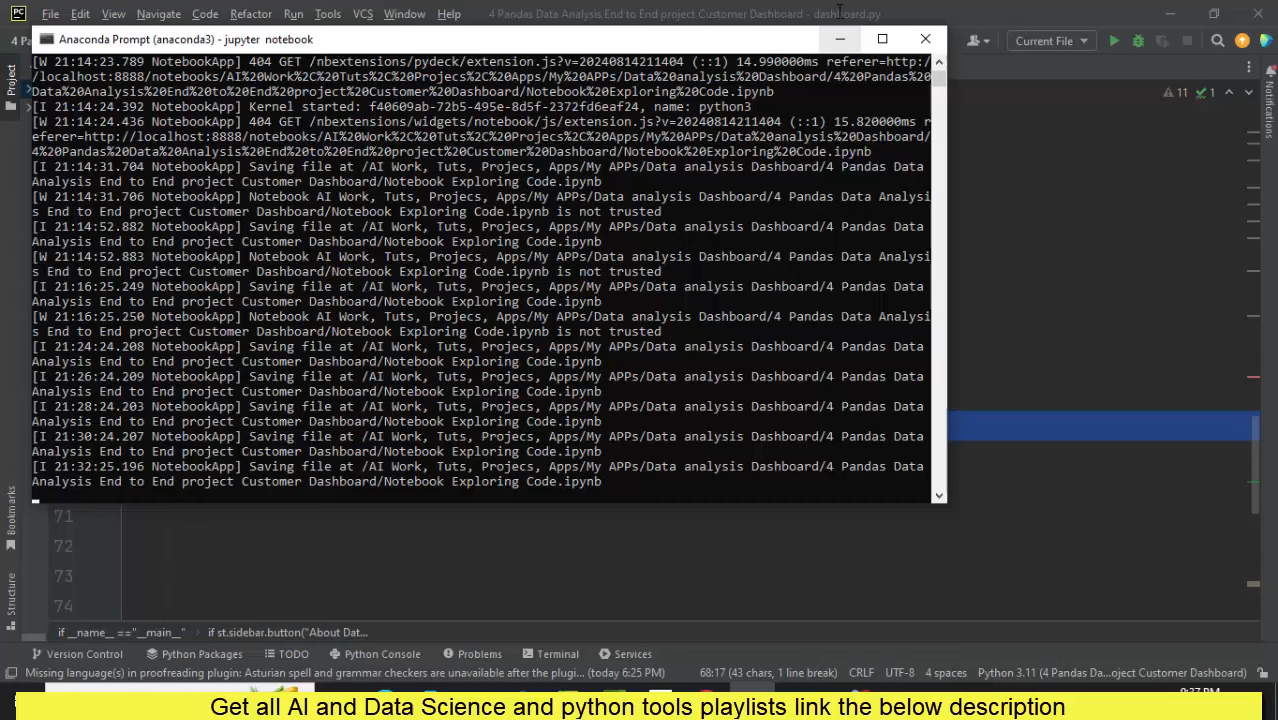 PC File Edit View Navigate Code Refactor Run Tools VCS Window Help 4 Pandas Data Analysis,End to End project Customer Dashboard - dashboard.py
4 P
Anaconda Prompt (anaconda3) - jupyter notebook
Current File
[W 21:14:23.789 NotebookApp] 404 GET /nbextensions/pydeck/extension.js?v=20240814211404 (::1) 14.990000ms referer=http:/
/localhost:8888/notebooks/AI%20Work%2C%20Tuts%2C%20Projecs%2C%20Apps/My%20APPs/Data%20analysis%20Dashboard/4%20Pandas%20
Data%20Analysis%20End%20to%20End%20project%20Customer%20Dashboard/Notebook%20Exploring%20Code.ipynb
[I 21:14:24.392 NotebookApp] Kernel started: f40609ab-72b5-495e-8d5f-2372fd6eaf24, name: python3
[W 21:14:24.436 NotebookApp] 404 GET /nbextensions/widgets/notebook/js/extension.js?v=20240814211404 (::1) 15.820000ms r
eferer=http://localhost:8888/notebooks/AI%20Work%2C%20Tuts%2C%20Projecs%2C%20Apps/My%20APPs/Data%20analysis%20Dashboard/
4%20Pandas%20Data%20Analysis%20End%20to%20End%20project%20Customer%20Dashboard/Notebook%20Exploring%20Code.ipynb
[I 21:14:31.704 NotebookApp] Saving file at /AI Work, Tuts, Projecs, Apps/My APPs/Data analysis Dashboard/4 Pandas Data
Analysis End to End project Customer Dashboard/Notebook Exploring Code.ipynb
[W 21:14:31.706 NotebookApp] Notebook AI Work, Tuts, Projecs, Apps/My APPs/Data analysis Dashboard/4 Pandas Data Analysi
s End to End project Customer Dashboard/Notebook Exploring Code.ipynb is not trusted
[I 21:14:52.882 NotebookApp] Saving file at /AI Work, Tuts, Projecs, Apps/My APPs/Data analysis Dashboard/4 Pandas Data
Analysis End to End project Customer Dashboard/Notebook Exploring Code.ipynb
[W 21:14:52.883 NotebookApp] Notebook AI Work, Tuts, Projecs, Apps/My APPs/Data analysis Dashboard/4 Pandas Data Analysi
s End to End project Customer Dashboard/Notebook Exploring Code.ipynb is not trusted
[I 21:16:25.249 NotebookApp] Saving file at /AI Work, Tuts, Projecs, Apps/My APPs/Data analysis Dashboard/4 Pandas Data
Analysis End to End project Customer Dashboard/Notebook Exploring Code.ipynb
[W 21:16:25.250 NotebookApp] Notebook AI Work, Tuts, Projecs, Apps/My APPs/Data analysis Dashboard/4 Pandas Data Analysi
s End to End project Customer Dashboard/Notebook Exploring Code.ipynb is not trusted
[I 21:24:24.208 NotebookApp] Saving file at /AI Work, Tuts, Projecs, Apps/My APPs/Data analysis Dashboard/4 Pandas Data
Analysis End to End project Customer Dashboard/Notebook Exploring Code.ipynb
[I 21:26:24.209 NotebookApp] Saving file at /AI Work, Tuts, Projecs, Apps/My APPs/Data analysis Dashboard/4 Pandas Data
Analysis End to End project Customer Dashboard/Notebook Exploring Code.ipynb
[I 21:28:24.203 NotebookApp] Saving file at /AI Work, Tuts, Projecs, Apps/My APPs/Data analysis Dashboard/4 Pandas Data
Analysis End to End project Customer Dashboard/Notebook Exploring Code.ipynb
[I 21:30:24.207 NotebookApp] Saving file at /AI Work, Tuts, Projecs, Apps/My APPs/Data analysis Dashboard/4 Pandas Data
Analysis End to End project Customer Dashboard/Notebook Exploring Code.ipynb
[I 21:32:25.196 NotebookApp] Saving file at /AI Work, Tuts, Projecs, Apps/My APPs/Data analysis Dashboard/4 Pandas Data
Analysis End to End project Customer Dashboard/Notebook Exploring Code.ipynb
11 1
Project
Notifications
Bookmarks
Structure
71
72
73
74
if __name__ =="__main__" if st.sidebar.button("About Dat...
Version Control Python Packages TODO Python Console Problems Terminal Services
Missing language(s) in proofreading: Asturian spell and grammar checkers are unavailable after the plugin... (today 6:25 PM) 68:17 (43 chars, 1 line break) CRLF UTF-8 4 spaces Python 3.11 (4 Pandas Dat...oject Customer Dashboard)
Get all AI and Data Science and python tools playlists link the below description